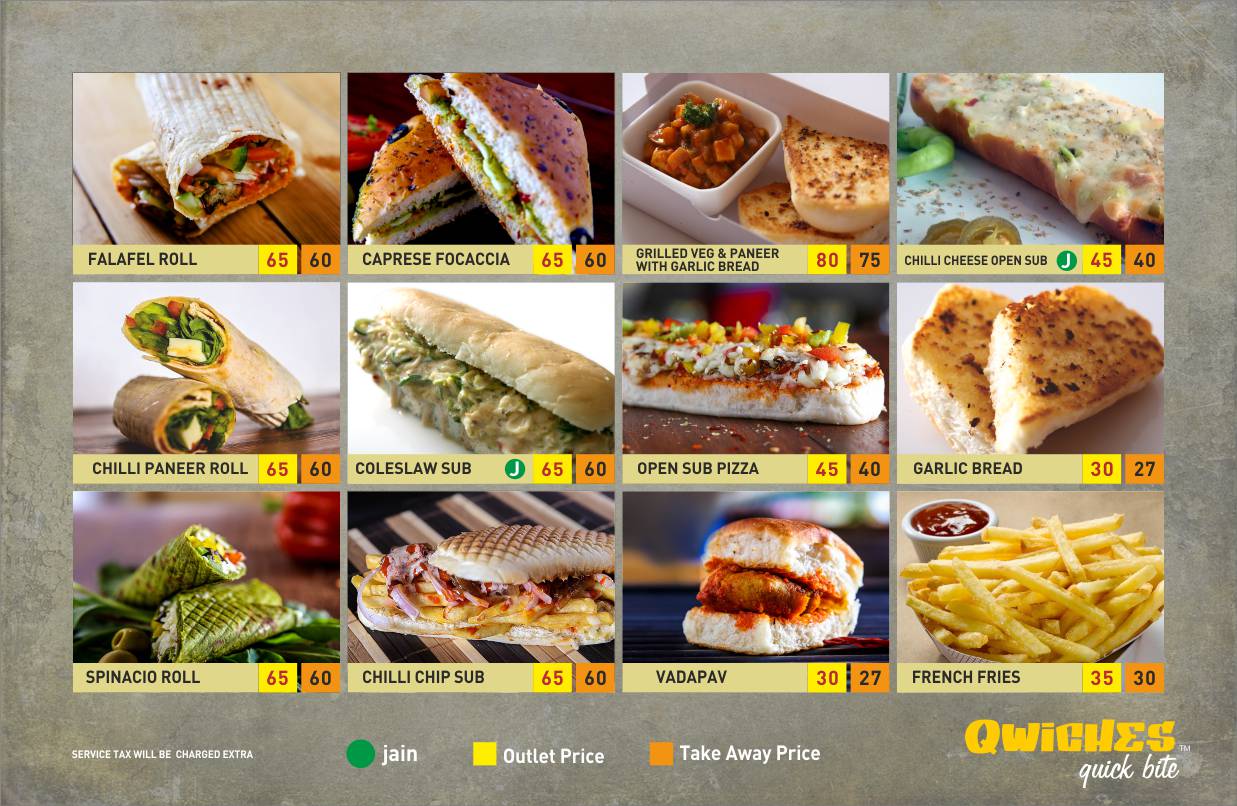 FALAFEL ROLL 65 60
CAPRESE FOCACCIA 65 60
GRILLED VEG & PANEER
WITH GARLIC BREAD 80 75
CHILLI CHEESE OPEN SUB J 45 40
CHILLI PANEER ROLL 65 60
COLESLAW SUB J 65 60
OPEN SUB PIZZA 45 40
GARLIC BREAD 30 27
SPINACIO ROLL 65 60
CHILLI CHIP SUB 65 60
VADAPAV 30 27
FRENCH FRIES 35 30
SERVICE TAX WILL BE CHARGED EXTRA
jain
Outlet Price
Take Away Price
QWICHES TM
quick bite